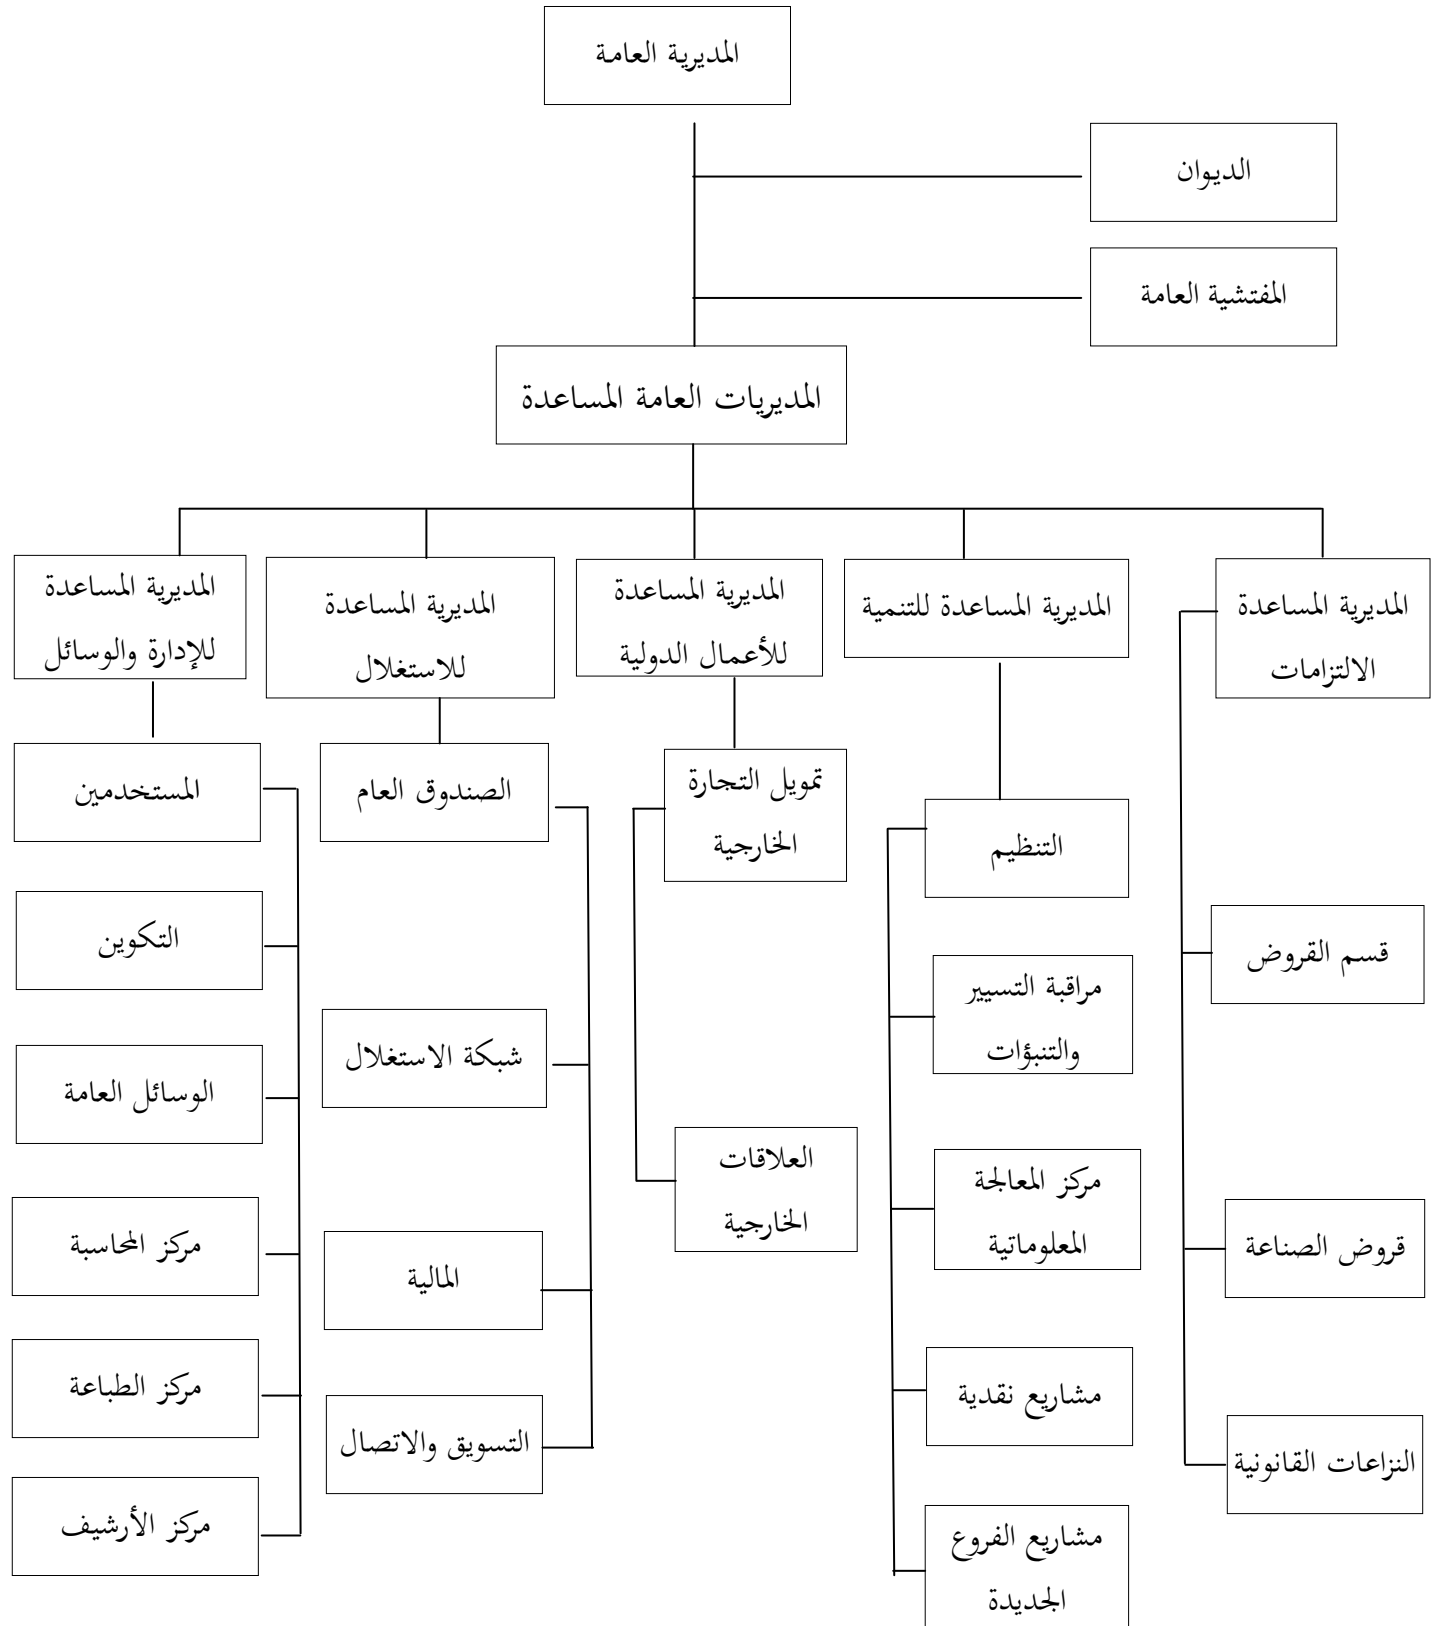 المديرية العامة
الديوان
المفتشية العامة
المديريات العامة المساعدة
المديرية المساعدة
الالتزامات
المديرية المساعدة للتنمية
المديرية المساعدة
للأعمال الدولية
المديرية المساعدة
للاستغلال
المديرية المساعدة
للإدارة والوسائل
قسم القروض
قروض الصناعة
النزاعات القانونية
التنظيم
مراقبة التسيير
والتنبؤات
مركز المعالجة
المعلوماتية
مشاريع نقدية
مشاريع الفروع
الجديدة
تمويل التجارة
الخارجية
العلاقات
الخارجية
الصندوق العام
شبكة الاستغلال
المالية
التسويق والاتصال
المستخدمين
التكوين
الوسائل العامة
مركز المحاسبة
مركز الطباعة
مركز الأرشيف